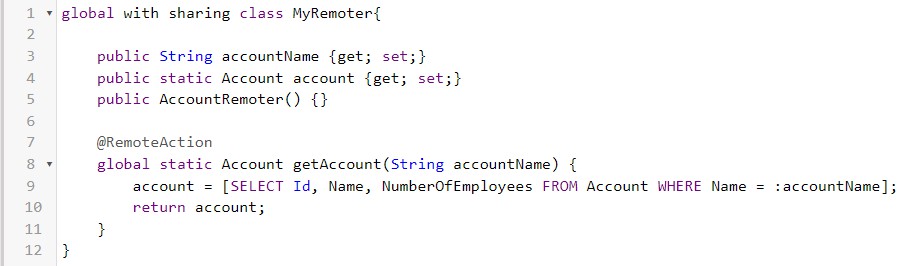 1 global with sharing class MyRemoter{
2
3 public String accountName {get; set;}
4 public static Account account {get; set;}
5 public AccountRemoter() {}
6
7 @RemoteAction
8 global static Account getAccount(String accountName) {
9 account = [SELECT Id, Name, NumberOfEmployees FROM Account WHERE Name = :accountName];
10 return account;
11 }
12 }